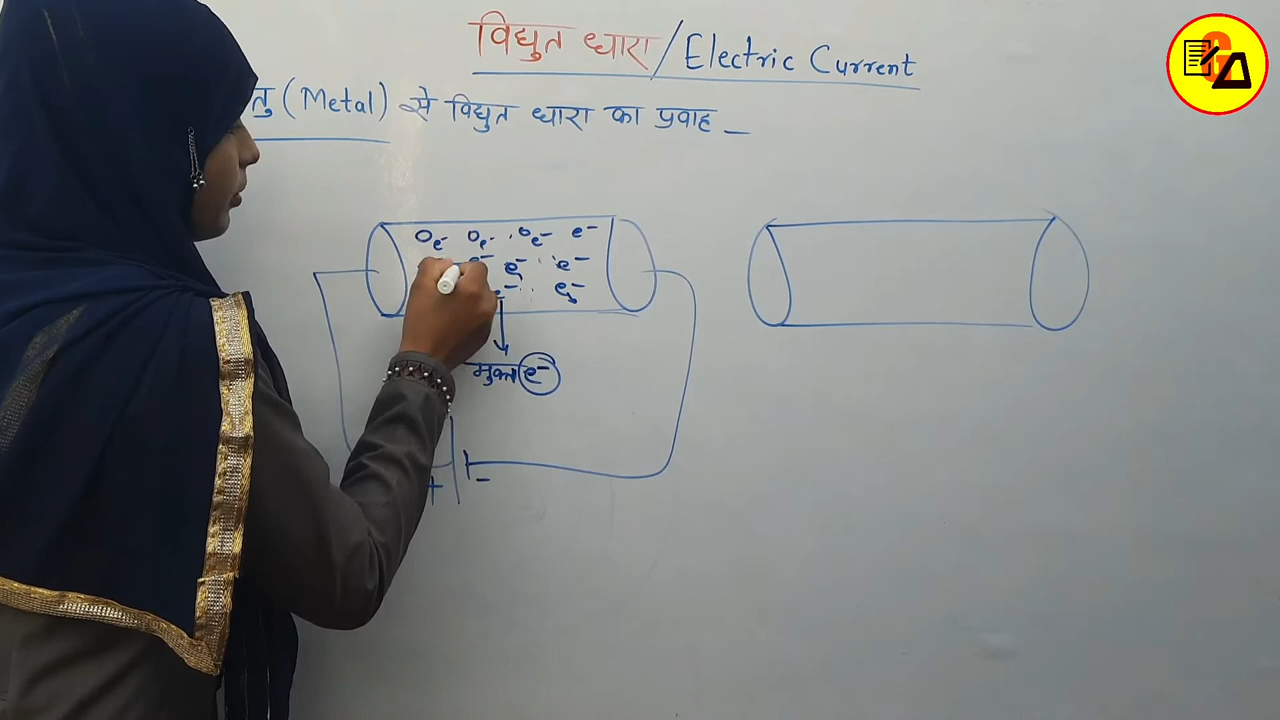 विद्युत धारा / Electric Current
(Metal) से विद्युत धारा का प्रवाह _
e- e- e- e-
e- e- e-
e- e-
मुक्त e-
+ -